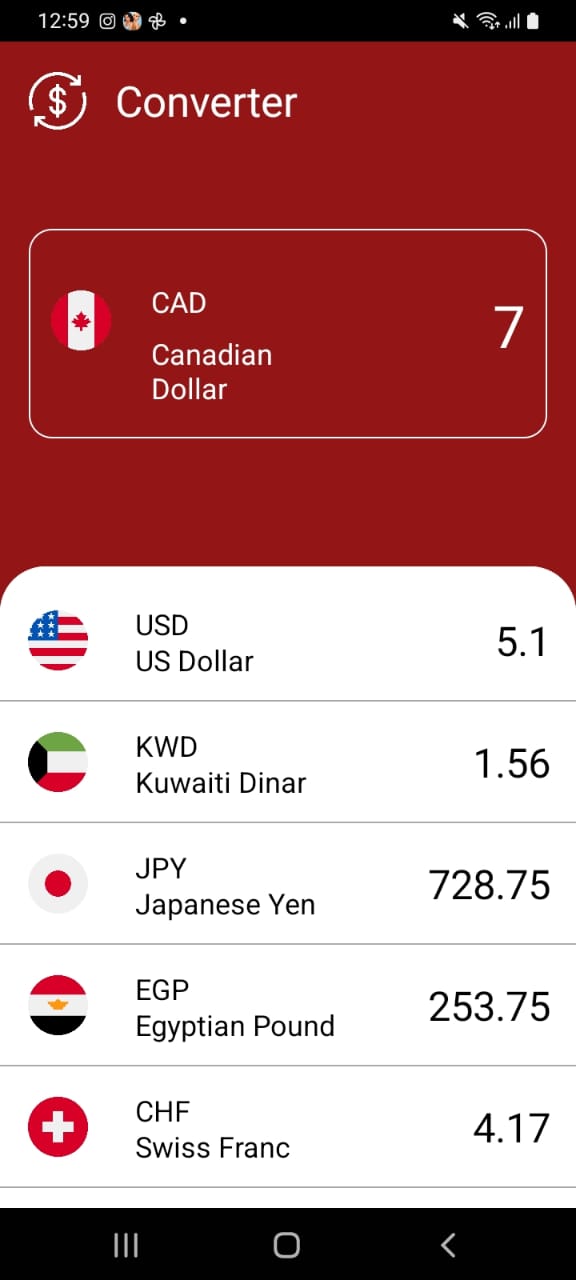 12:59
$ Converter
CAD
7
Canadian
Dollar
USD
US Dollar
5.1
KWD
Kuwaiti Dinar
1.56
JPY
Japanese Yen
728.75
EGP
Egyptian Pound
253.75
CHF
Swiss Franc
4.17